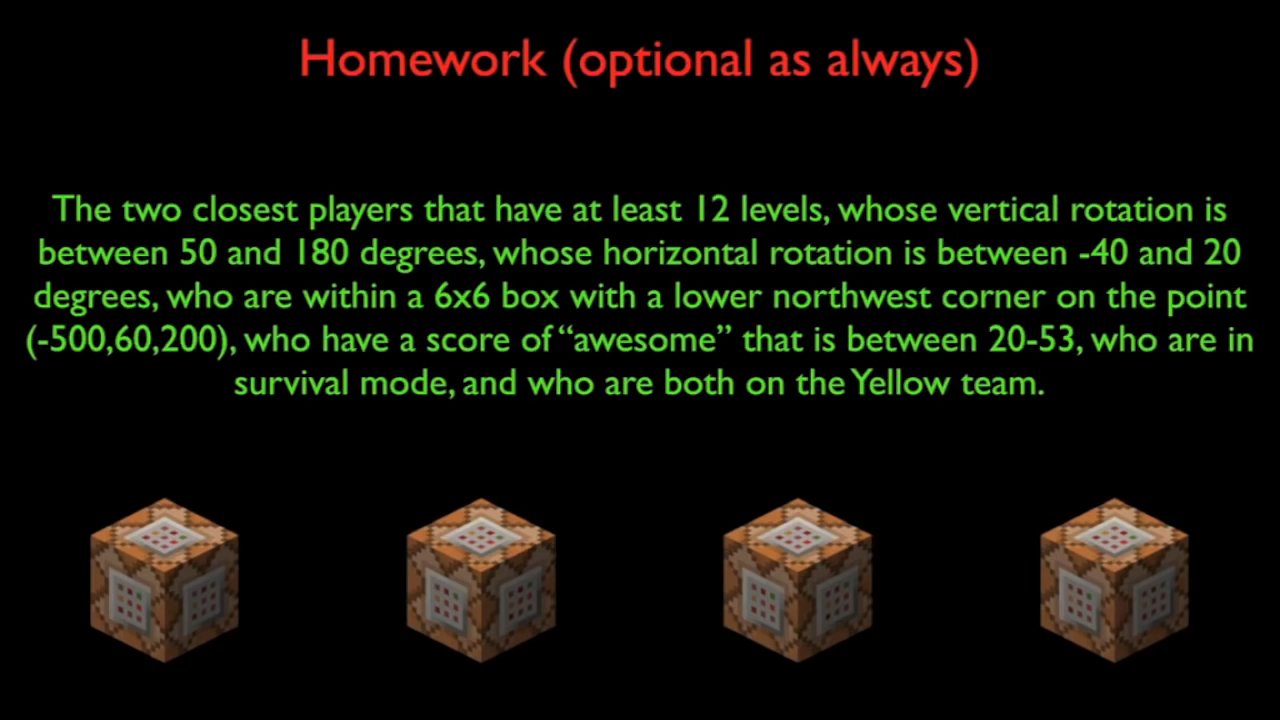 Homework (optional as always)
The two closest players that have at least 12 levels, whose vertical rotation is
between 50 and 180 degrees, whose horizontal rotation is between -40 and 20
degrees, who are within a 6x6 box with a lower northwest corner on the point
(-500,60,200), who have a score of “awesome” that is between 20-53, who are in
survival mode, and who are both on the Yellow team.